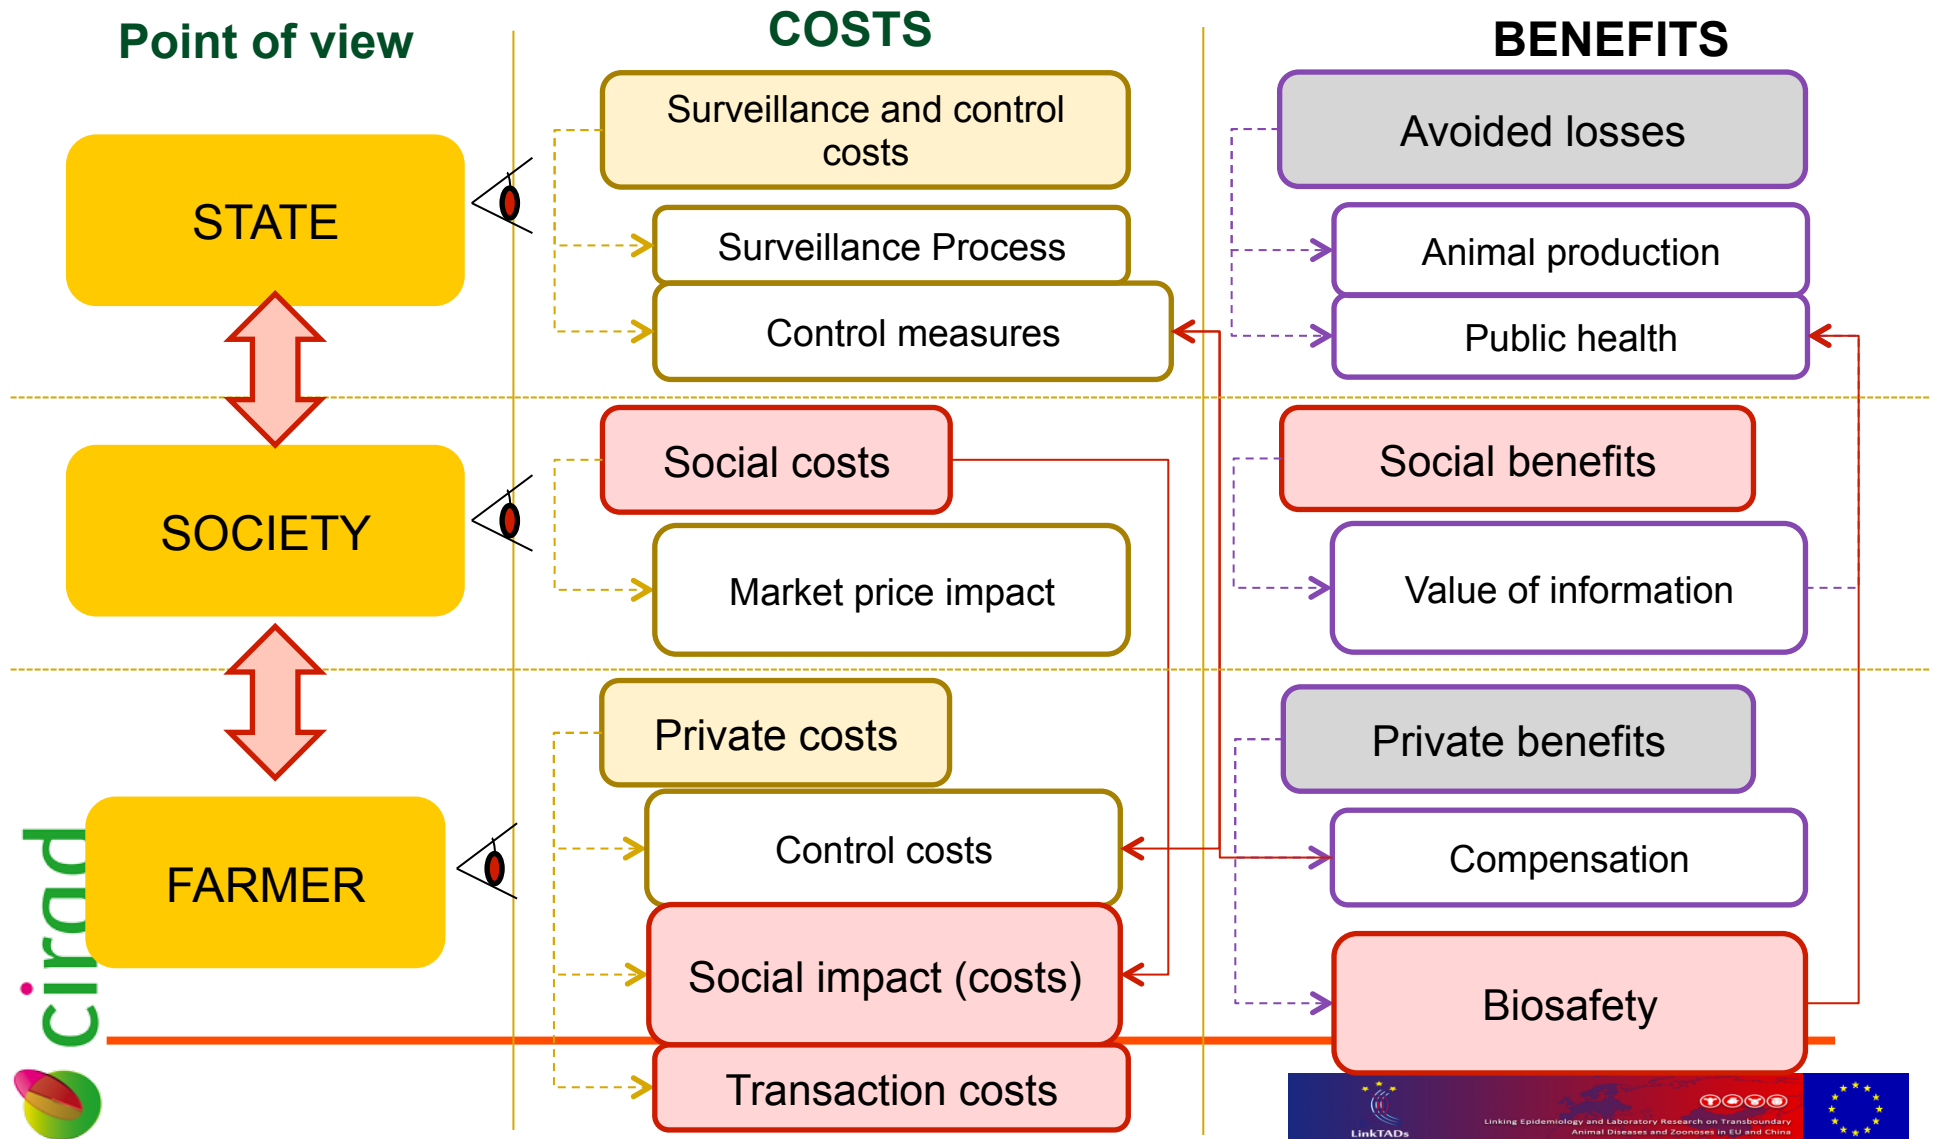 Point of view
COSTS
BENEFITS
STATE
Surveillance and control
costs
Surveillance Process
Control measures
Avoided losses
Animal production
Public health
SOCIETY
Social costs
Market price impact
Social benefits
Value of information
FARMER
Private costs
Control costs
Social impact (costs)
Transaction costs
Private benefits
Compensation
Biosafety
cirad
LinkTADs
Linking Epidemiology and Laboratory Research on Transboundary
Animal Diseases and Zoonoses in EU and China